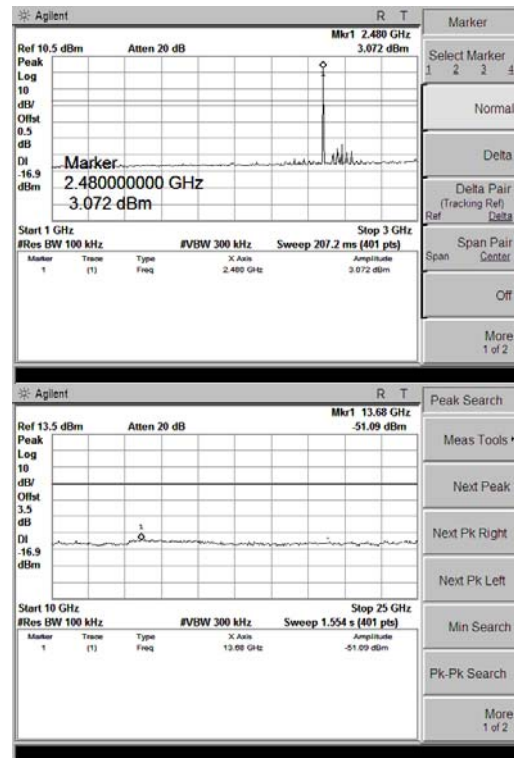 Agilent R T
Mkr1 2.480 GHz
Ref 10.5 dBm Atten 20 dB 3.072 dBm
Peak
Log
10
dB/
Offst
0.5
dB
DI
-16.9
dBm
Marker
2.480000000 GHz
3.072 dBm
Start 1 GHz Stop 3 GHz
#Res BW 100 kHz #VBW 300 kHz Sweep 207.2 ms (401 pts)
Marker Trace Type X Axis Amplitude
1 (1) Freq 2.480 GHz 3.072 dBm
Marker
Select Marker
1 2 3 4
Normal
Delta
Delta Pair
(Tracking Ref)
Ref Delta
Span Pair
Span Center
Off
More
1 of 2
Agilent R T
Mkr1 13.68 GHz
Ref 13.5 dBm Atten 20 dB -51.09 dBm
Peak
Log
10
dB/
Offst
3.5
dB
DI
-16.9
dBm
1
Start 10 GHz Stop 25 GHz
#Res BW 100 kHz #VBW 300 kHz Sweep 1.554 s (401 pts)
Marker Trace Type X Axis Amplitude
1 (1) Freq 13.68 GHz -51.09 dBm
Peak Search
Meas Tools
Next Peak
Next Pk Right
Next Pk Left
Min Search
Pk-Pk Search
More
1 of 2